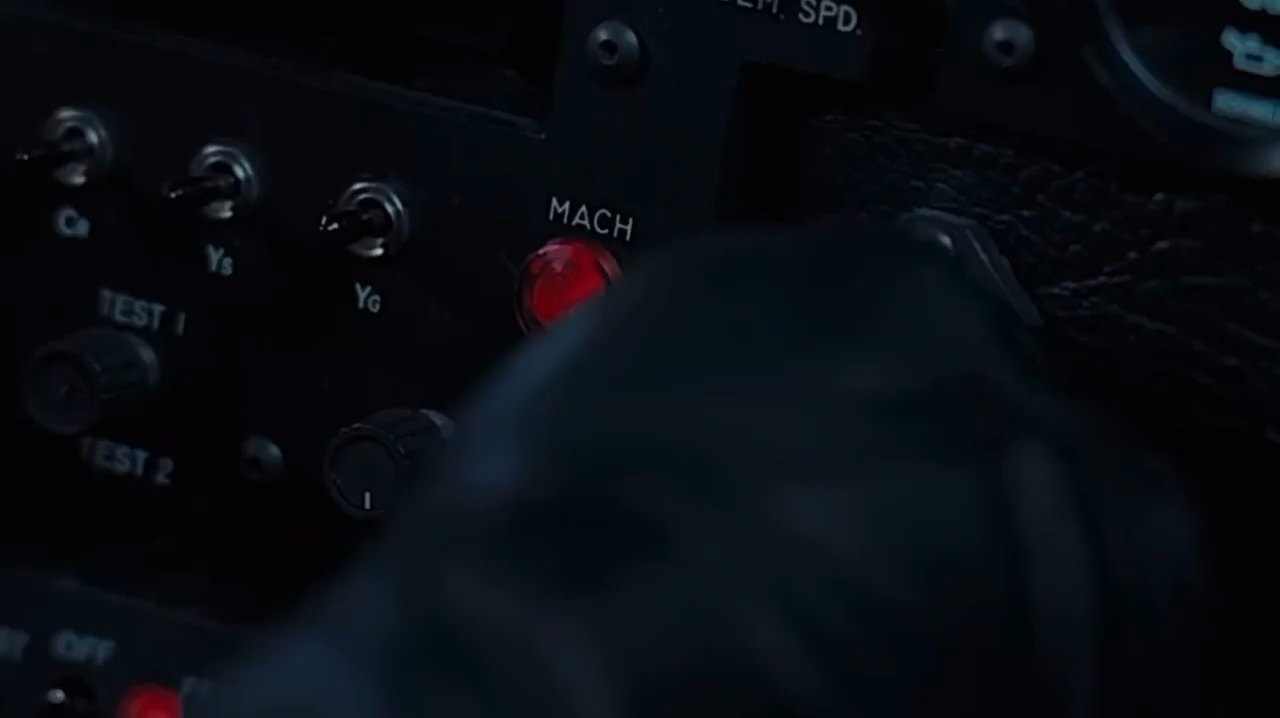 SPD.
MACH
Ys
YG
TEST 1
TEST 2
OFF